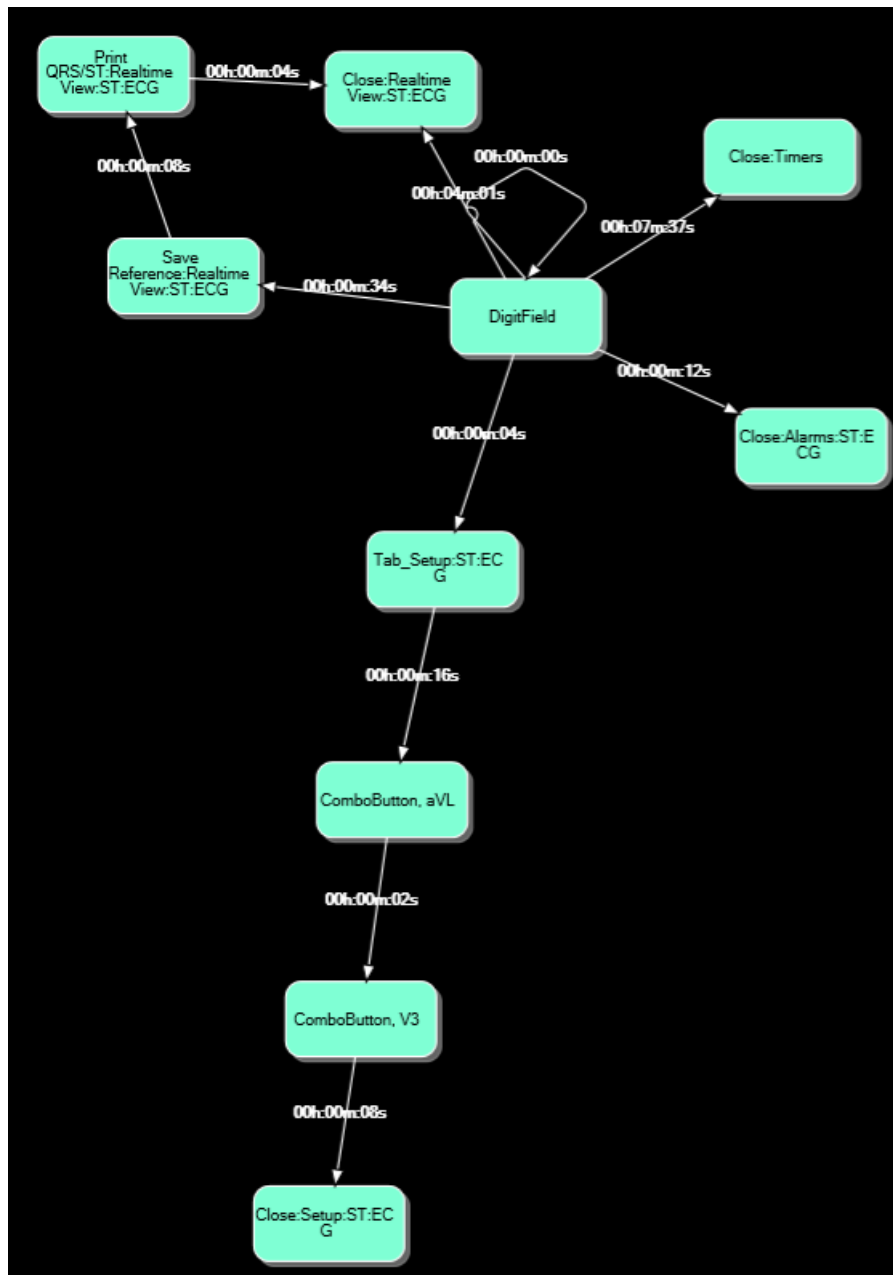 Print
QRS/ST:Realtime
View:ST:ECG
00h:00m:04s
Close:Realtime
View:ST:ECG
00h:00m:00s
Close:Timers
00h:00m:08s
00h:04m:01s
00h:07m:37s
Save
Reference:Realtime
View:ST:ECG
00h:00m:34s
DigitField
00h:00m:12s
00h:00m:04s
Close:Alarms:ST:E
CG
Tab_Setup:ST:EC
G
00h:00m:16s
ComboButton, aVL
00h:00m:02s
ComboButton, V3
00h:00m:08s
Close:Setup:ST:EC
G